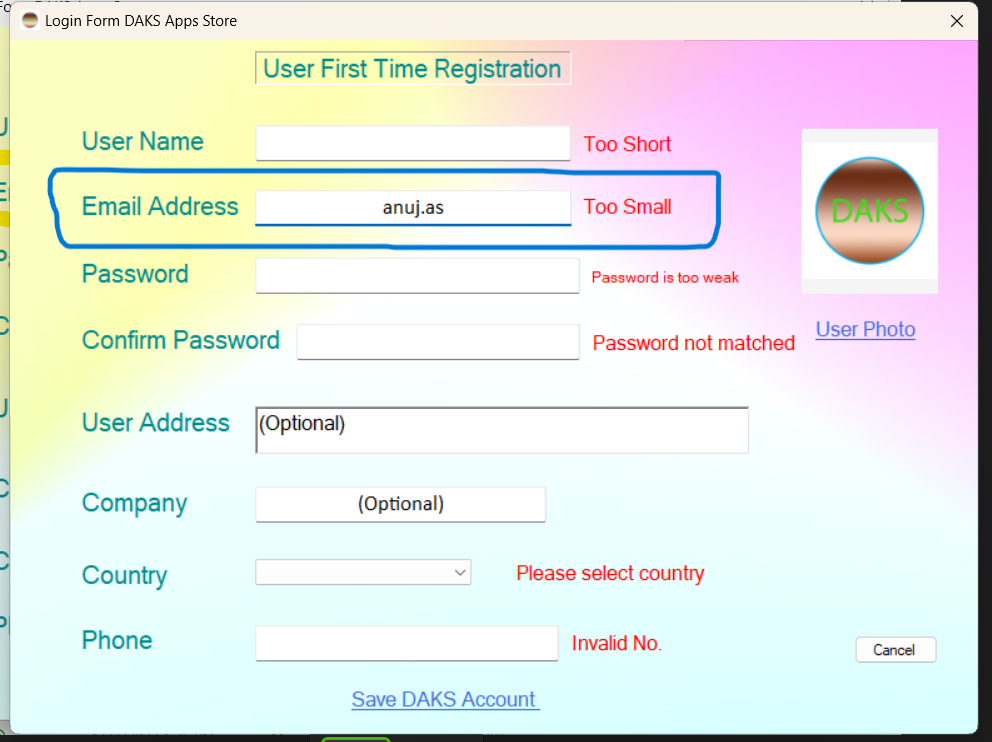 Login Form DAKS Apps Store
User First Time Registration
User Name Too Short
Email Address anuj.as Too Small
Password Password is too weak
DAKS
Confirm Password Password not matched
User Photo
User Address (Optional)
Company (Optional)
Country Please select country
Phone Invalid No.
Cancel
Save DAKS Account